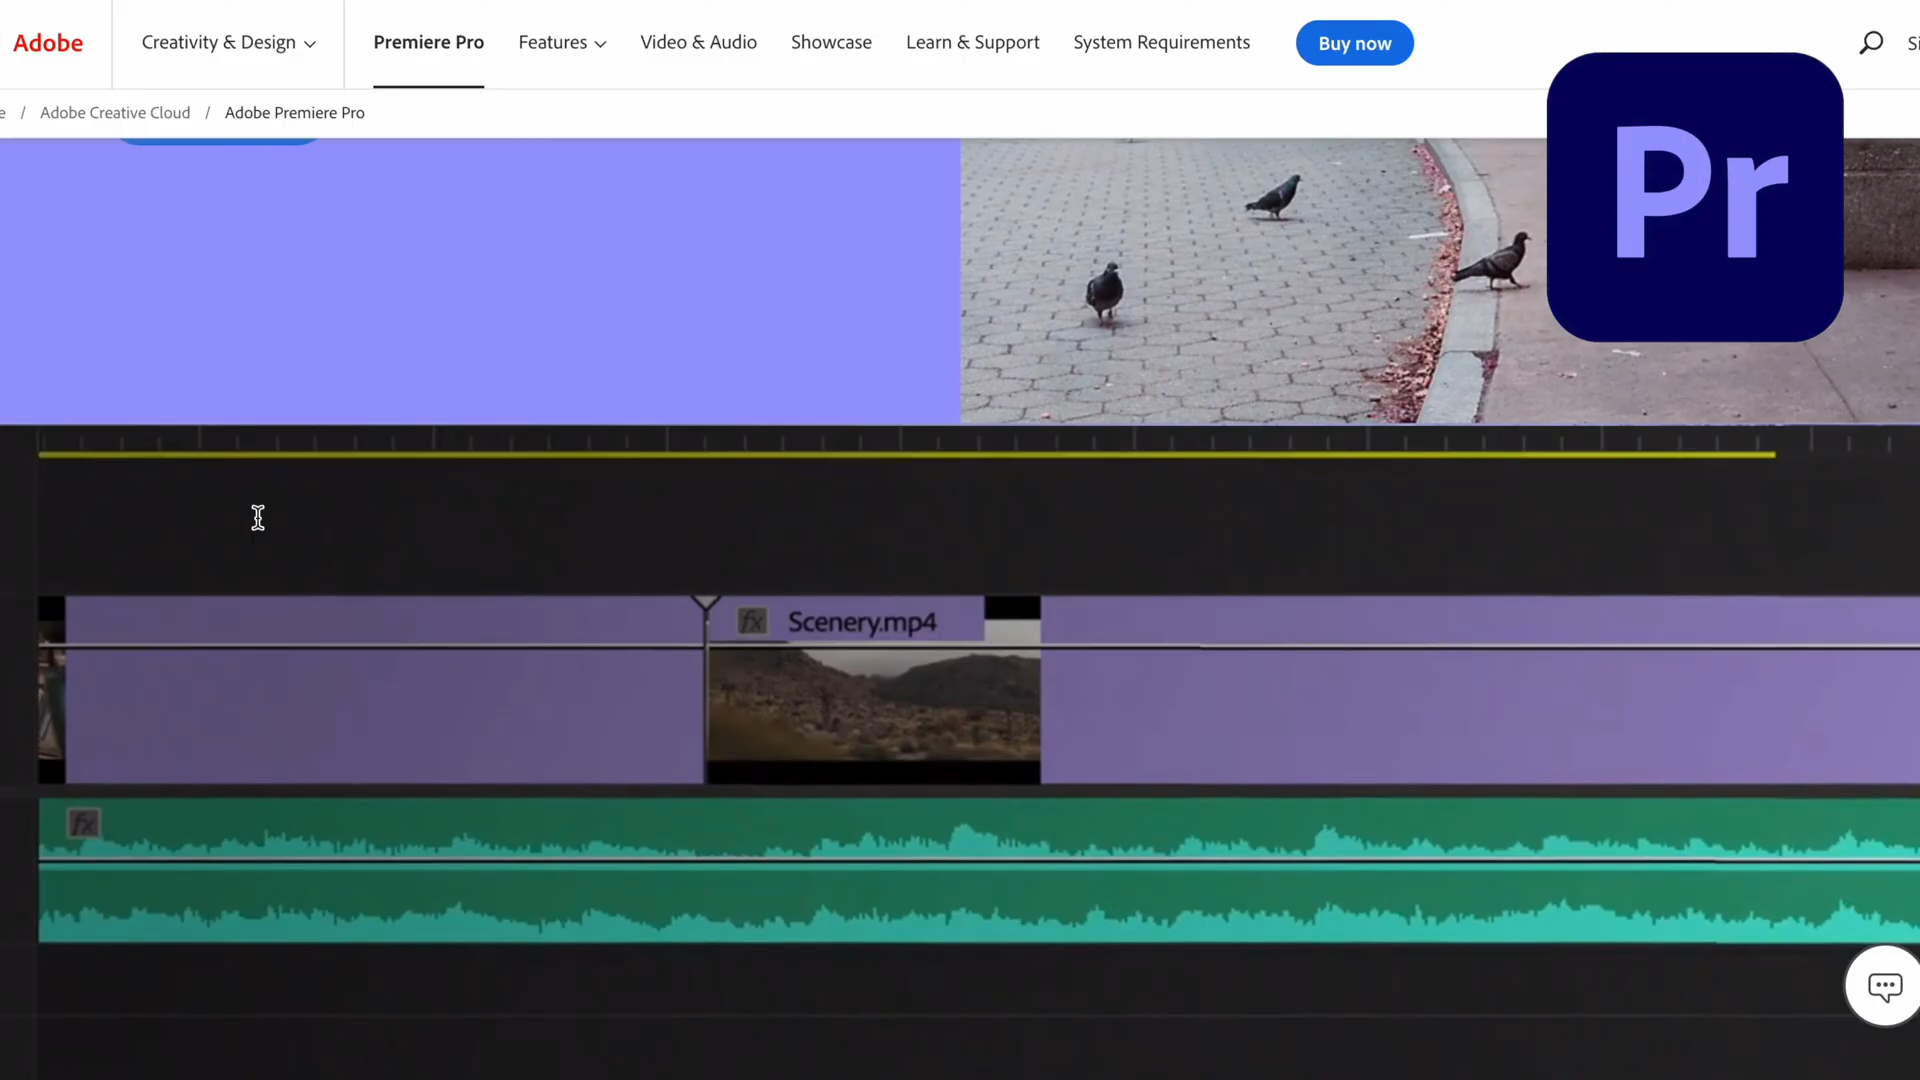 Adobe
Creativity & Design
Premiere Pro
Features
Video & Audio
Showcase
Learn & Support
System Requirements
Buy now
/ Adobe Creative Cloud / Adobe Premiere Pro
Pr
fx Scenery.mp4
fx